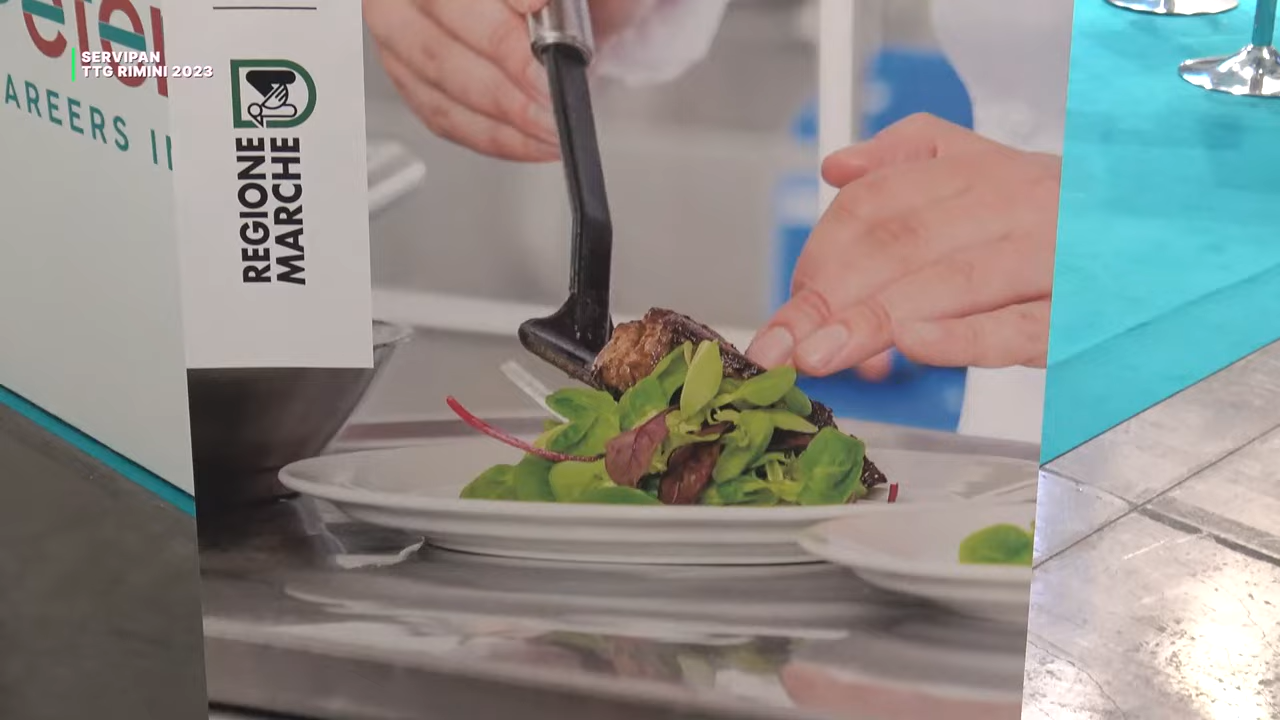 SERVIPAN
TTG RIMINI 2023
AREERS I
REGIONE
MARCHE